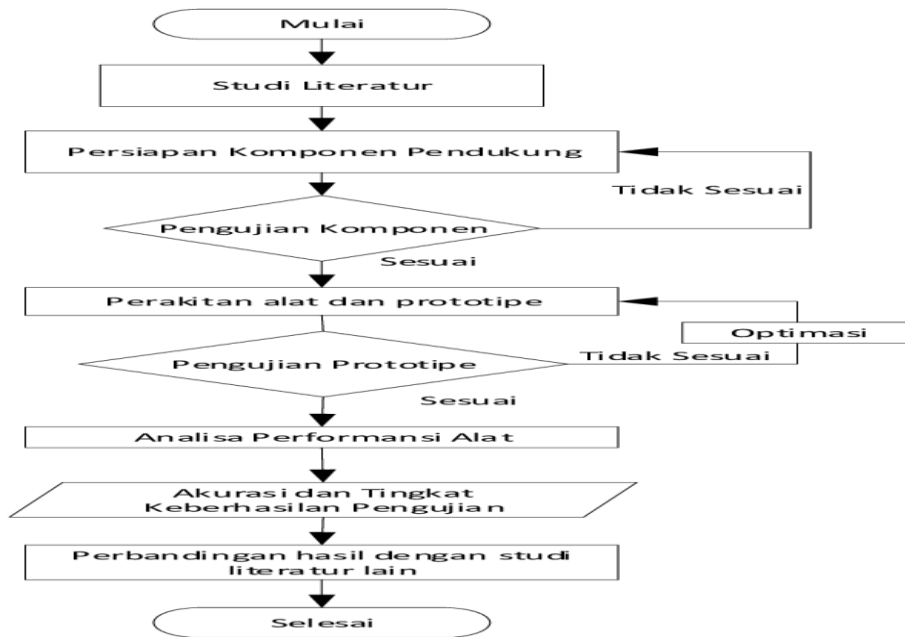 Mulai
Studi Literatur
Persiapan Komponen Pendukung
Tidak Sesuai
Pengujian Komponen
Sesuai
Perakitan alat dan prototipe
Optimasi
Tidak Sesuai
Pengujian Prototipe
Sesuai
Analisa Performansi Alat
Akurasi dan Tingkat
Keberhasilan Pengujian
Perbandingan hasil dengan studi
literatur lain
Selesai